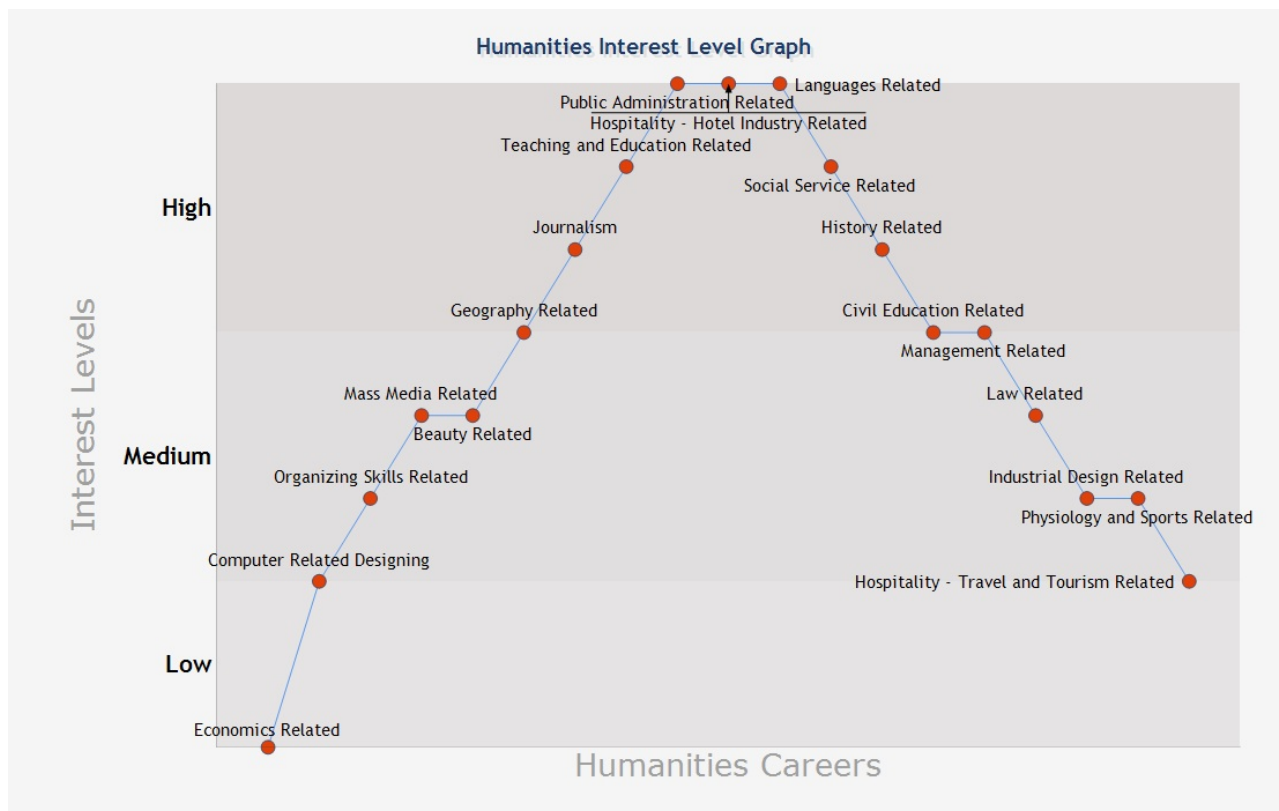 Humanities Interest Level Graph
Languages Related
Public Administration Related
Hospitality - Hotel Industry Related
Teaching and Education Related
Social Service Related
High
Journalism
History Related
Geography Related
Civil Education Related
Management Related
Interest Levels
Mass Media Related
Law Related
Beauty Related
Medium
Organizing Skills Related
Industrial Design Related
Physiology and Sports Related
Computer Related Designing
Hospitality - Travel and Tourism Related
Low
Economics Related
Humanities Careers